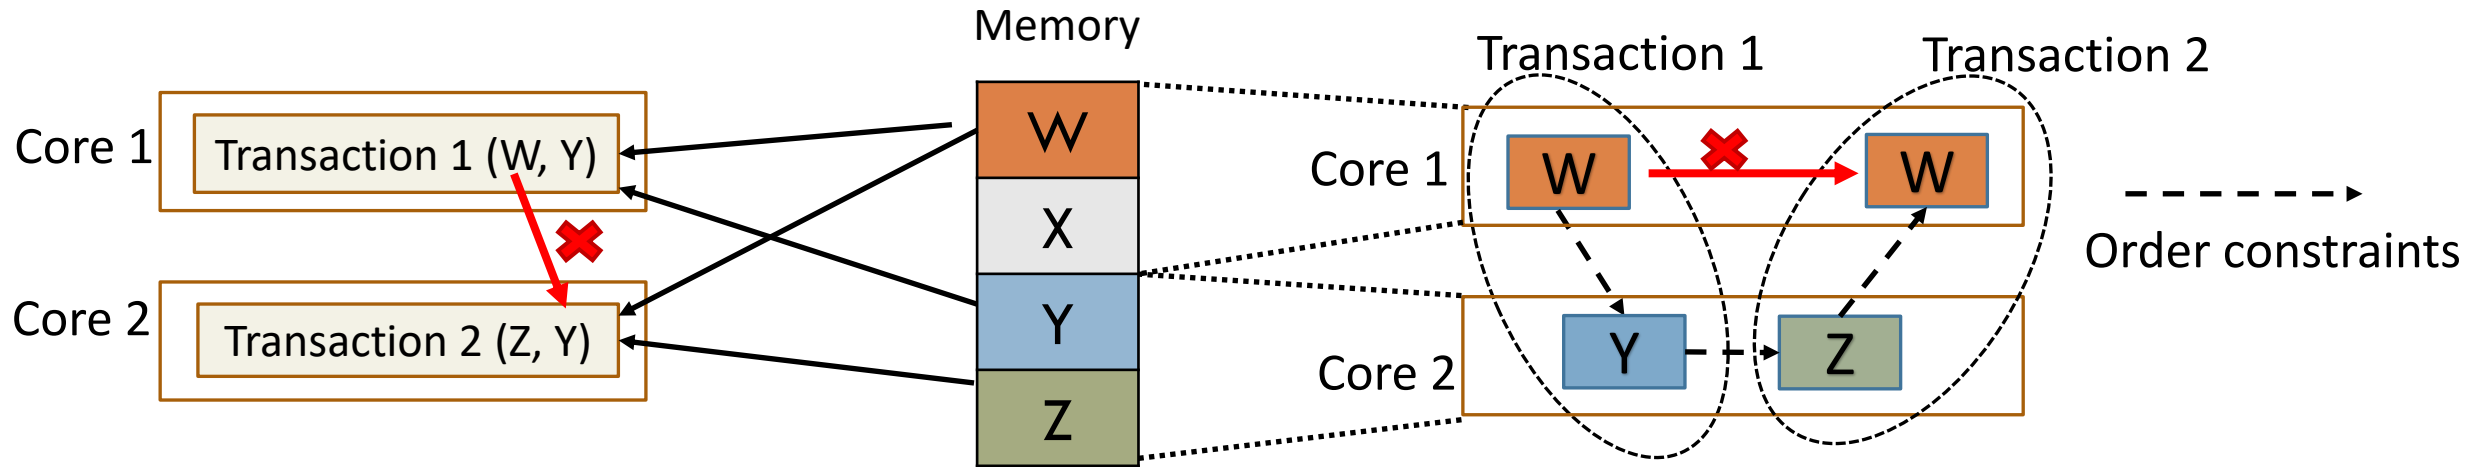 Memory
Core 1
Transaction 1 (W, Y)
Core 2
Transaction 2 (Z, Y)
W
X
Y
Z
Transaction 1
Transaction 2
Core 1
W
W
Core 2
Y
Z
Order constraints